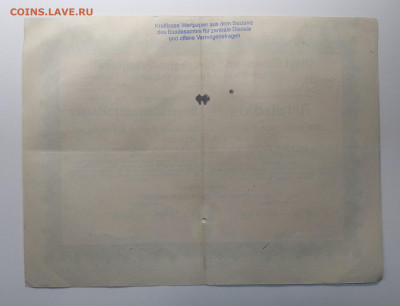 COINS.LAVE.RU
Kraftlose Wertpapiere aus dem Bestand
des Bundesamtes für zentrale Dienste
und offene Vermögensfragen